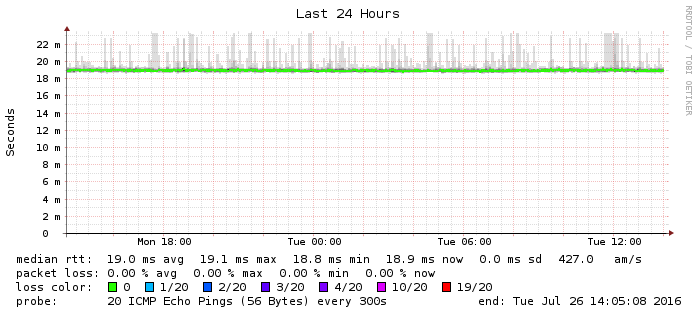 Last 24 Hours
RRDTOOL / TOBI OETIKER
Seconds
22 m
20 m
18 m
16 m
14 m
12 m
10 m
8 m
6 m
4 m
2 m
0
Mon 18:00 Tue 00:00 Tue 06:00 Tue 12:00
median rtt: 19.0 ms avg 19.1 ms max 18.8 ms min 18.9 ms now 0.0 ms sd 427.0 am/s
packet loss: 0.00 % avg 0.00 % max 0.00 % min 0.00 % now
loss color: 0 1/20 2/20 3/20 4/20 10/20 19/20
probe: 20 ICMP Echo Pings (56 Bytes) every 300s end: Tue Jul 26 14:05:08 2016